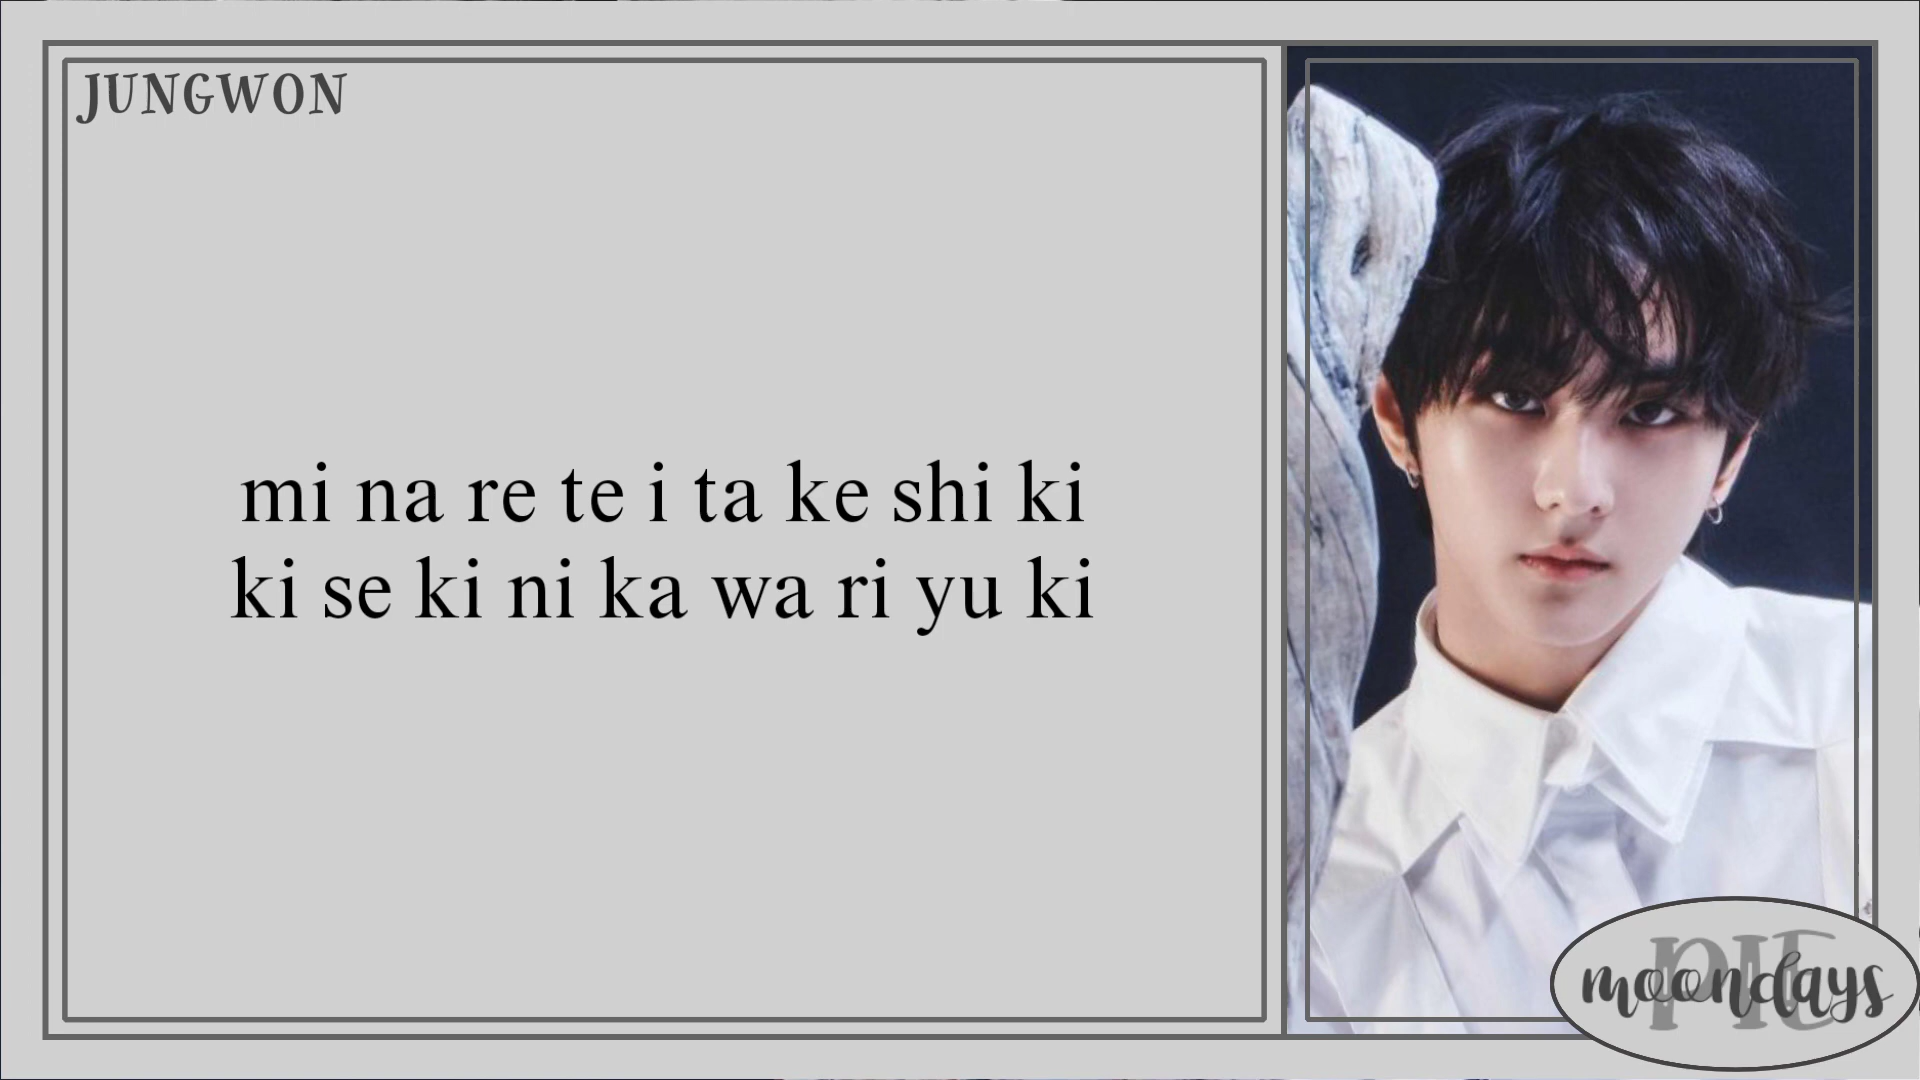 JUNGWON
mi na re te i ta ke shi ki
ki se ki ni ka wa ri yu ki
moondays